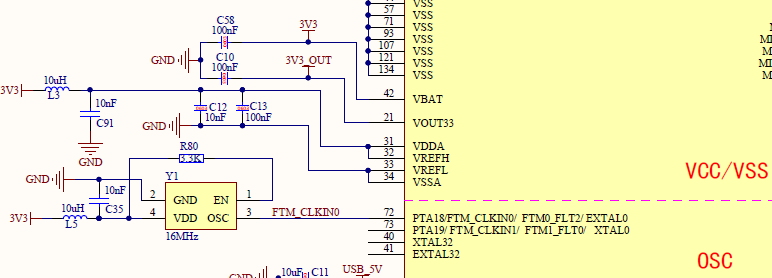 VSS
57 VSS
71 VSS
93 VSS
107 VSS
121 VSS
134 VSS
C58
100nF
3V3
GND
C10
100nF
3V3_OUT
10uH
3V3
L3
42 VBAT
10nF
C91
GND
C12
10nF
C13
100nF
GND
21 VOUT33
31 VDDA
32 VREFH
33 VREFL
34 VSSA
VCC/VSS
R80
3.3K
Y1
GND
10nF
C35
10uH
3V3
L5
2 GND EN 1
4 VDD OSC 3
16MHz
FTM_CLKIN0
72 PTA18/FTM_CLKIN0/ FTM0_FLT2/ EXTAL0
73 PTA19/ FTM_CLKIN1/ FTM1_FLT0/ XTAL0
40 XTAL32
41 EXTAL32
OSC
10uF C11
USB_5V